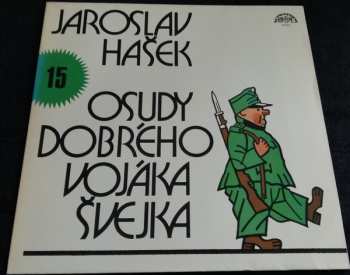 JAROSLAV
HAŠEK
15
OSUDY
DOBRÉHO
VOJÁKA
ŠVEJKA